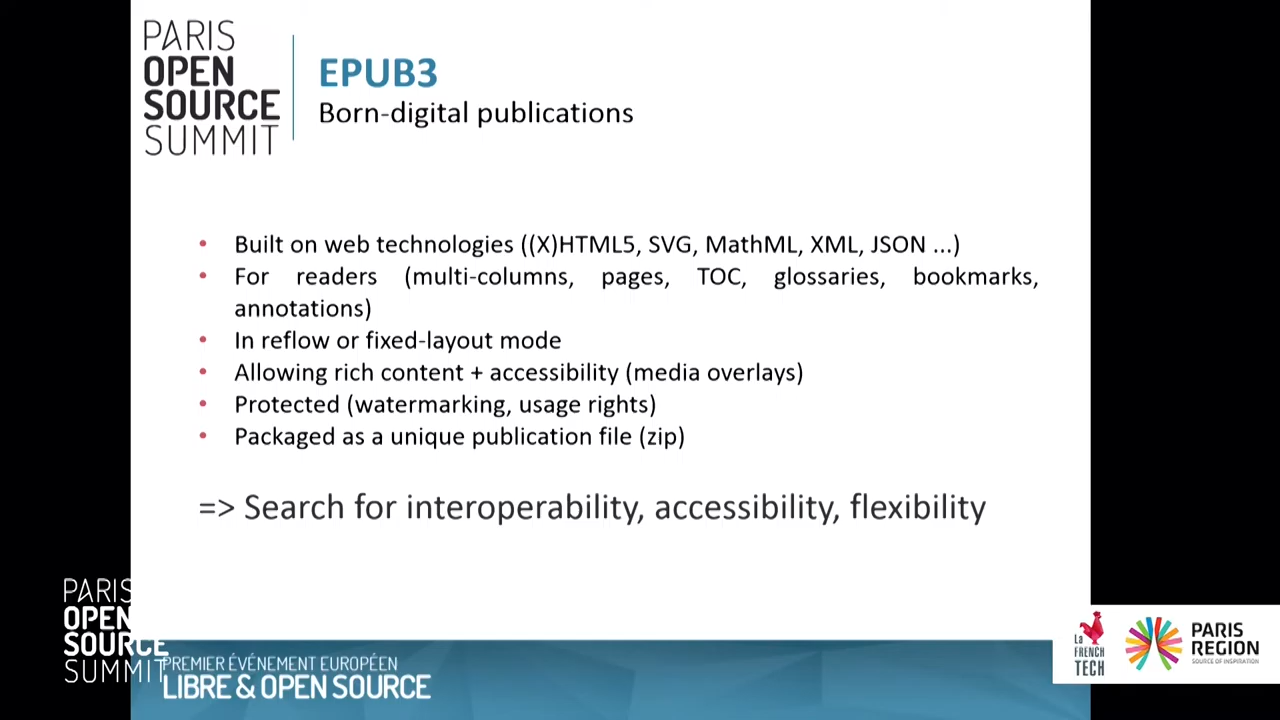 PARIS
OPEN
SOURCE
SUMMIT
EPUB3
Born-digital publications
• Built on web technologies ((X)HTML5, SVG, MathML, XML, JSON ...)
• For readers (multi-columns, pages, TOC, glossaries, bookmarks,
annotations)
• In reflow or fixed-layout mode
• Allowing rich content + accessibility (media overlays)
• Protected (watermarking, usage rights)
• Packaged as a unique publication file (zip)
=> Search for interoperability, accessibility, flexibility
PARIS
OPEN
SOURCE
SUMMIT
PREMIER ÉVÉNEMENT EUROPÉEN
LIBRE & OPEN SOURCE
La
FRENCH
TECH
PARIS
REGION
SOURCE OF INSPIRATION